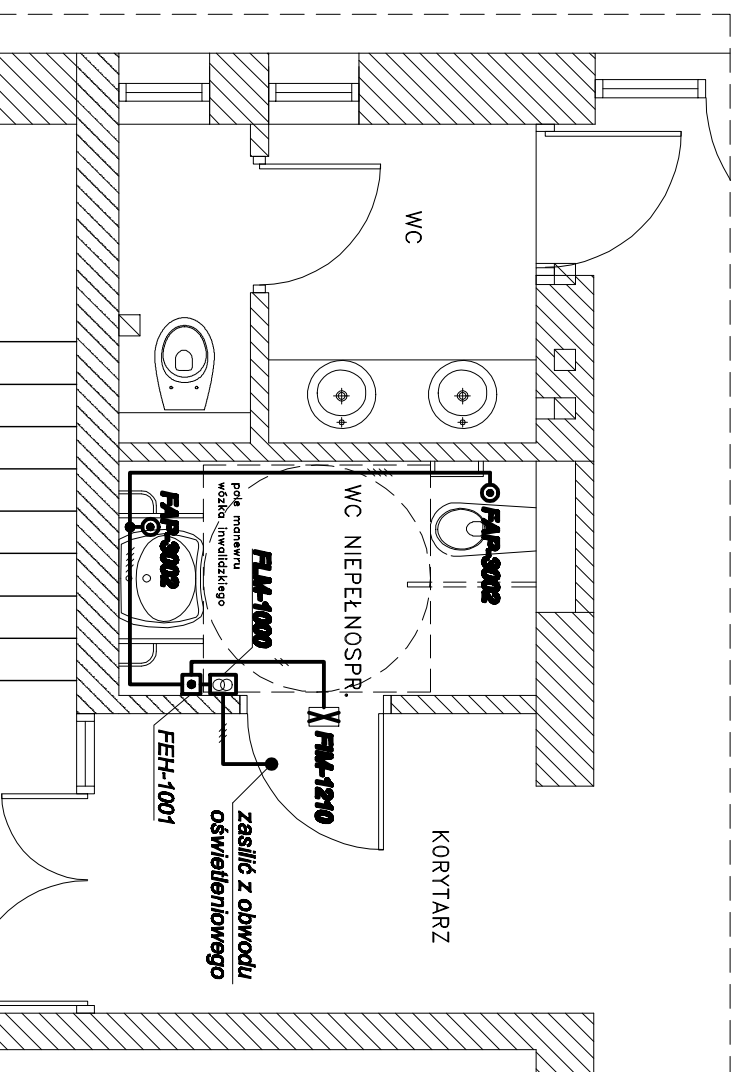 WC
WC NIEPEŁNOSPR.
pole manewru
wózka inwalidzkiego
FAP-3002
FAP-3002
FLM-1000
FIM-1210
FEH-1001
zasilić z obwodu
oświetleniowego
KORYTARZ